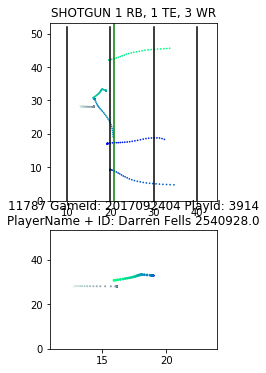 SHOTGUN 1 RB, 1 TE, 3 WR
50
40
30
20
10
0
10 20 30 40
11787 GameId: 2017092404 PlayId: 3914
PlayerName + ID: Darren Fells 2540928.0
40
20
0
15 20